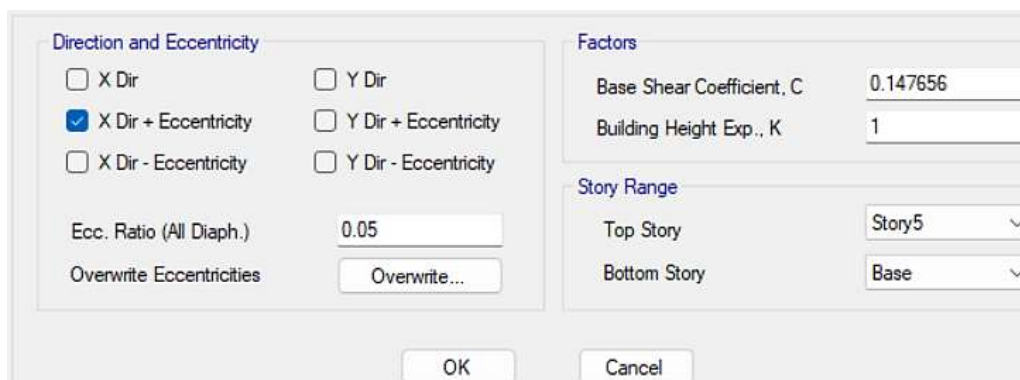 Direction and Eccentricity
X Dir
Y Dir
X Dir + Eccentricity
Y Dir + Eccentricity
X Dir - Eccentricity
Y Dir - Eccentricity
Ecc. Ratio (All Diaph.)
0.05
Overwrite Eccentricities
Overwrite...
Factors
Base Shear Coefficient, C
0.147656
Building Height Exp., K
1
Story Range
Top Story
Story5
Bottom Story
Base
OK
Cancel